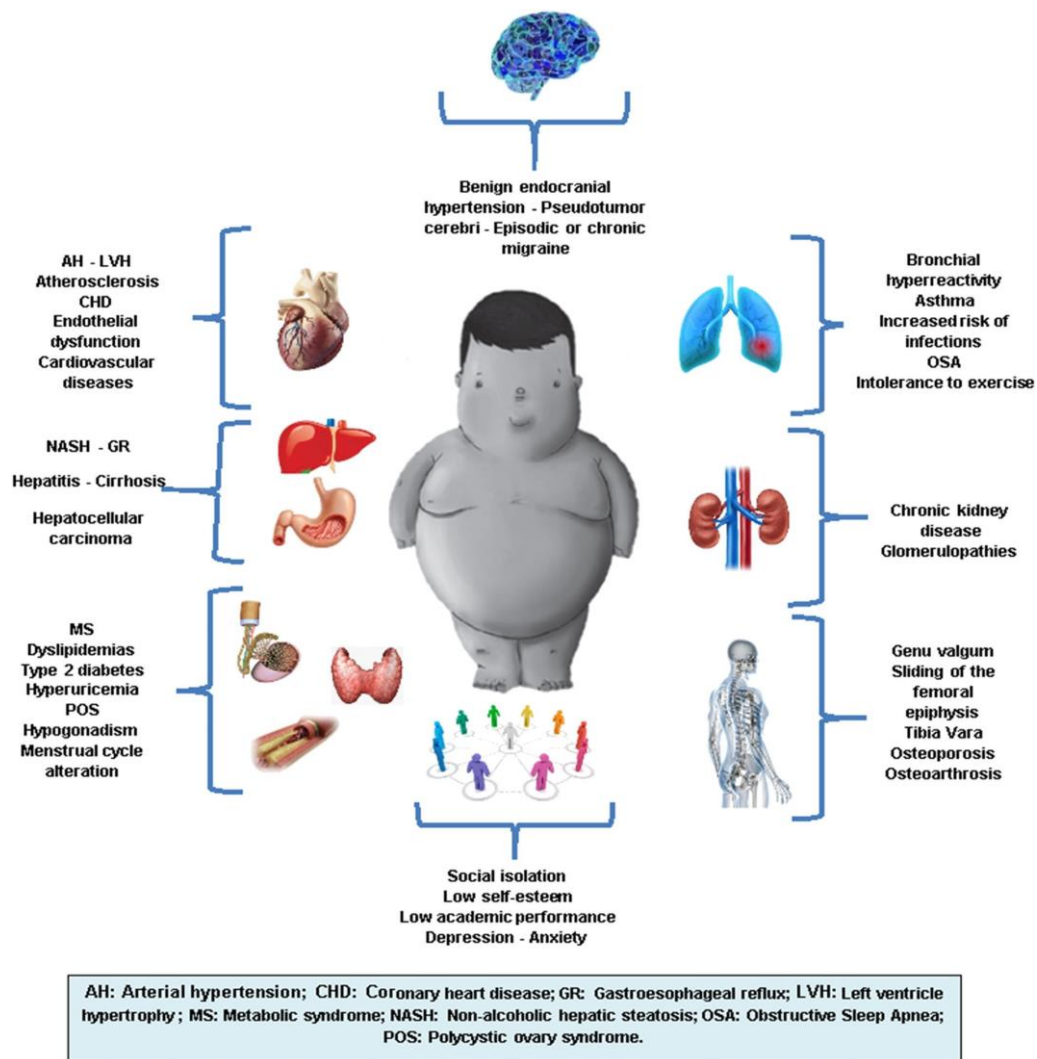 Benign endocranial
hypertension - Pseudotumor
cerebri - Episodic or chronic
migraine
AH - LVH
Atherosclerosis
CHD
Endothelial
dysfunction
Cardiovascular
diseases
Bronchial
hyperreactivity
Asthma
Increased risk of
infections
OSA
Intolerance to exercise
NASH - GR
Hepatitis - Cirrhosis
Hepatocellular
carcinoma
Chronic kidney
disease
Glomerulopathies
MS
Dyslipidemias
Type 2 diabetes
Hyperuricemia
POS
Hypogonadism
Menstrual cycle
alteration
Genu valgum
Sliding of the
femoral
epiphysis
Tibia Vara
Osteoporosis
Osteoarthrosis
Social isolation
Low self-esteem
Low academic performance
Depression - Anxiety
AH: Arterial hypertension; CHD: Coronary heart disease; GR: Gastroesophageal reflux; LVH: Left ventricle
hypertrophy; MS: Metabolic syndrome; NASH: Non-alcoholic hepatic steatosis; OSA: Obstructive Sleep Apnea;
POS: Polycystic ovary syndrome.